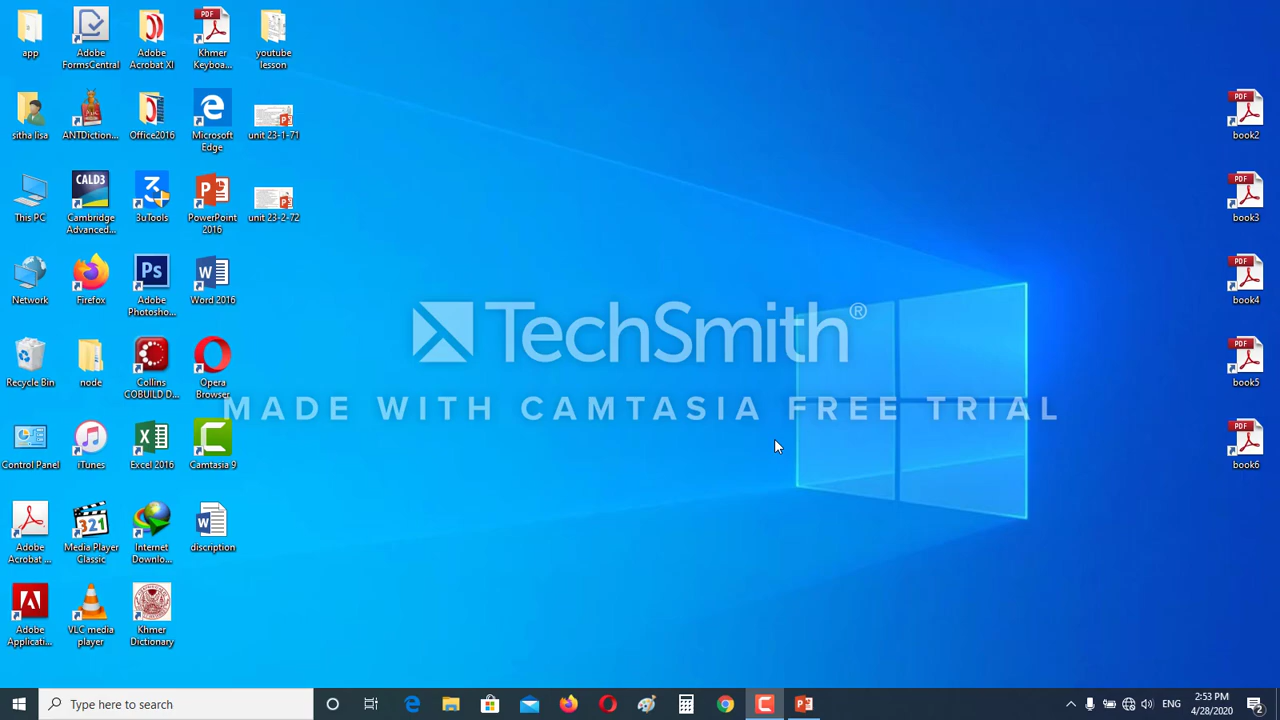 app
Adobe
FormsCentral
Adobe
Acrobat XI
PDF
Khmer
Keyboa...
youtube
lesson
sitha lisa
ANTDiction...
Office2016
Microsoft
Edge
unit 23-1-71
This PC
CALD3
Cambridge
Advanced...
3uTools
PowerPoint
2016
unit 23-2-72
Network
Firefox
Ps
Adobe
Photosho...
Word 2016
Recycle Bin
node
Collins
COBUILD D...
Opera
Browser
Control Panel
iTunes
Excel 2016
Camtasia 9
Adobe
Acrobat ...
321
Media Player
Classic
Internet
Downlo...
discription
Adobe
Applicati...
VLC media
player
Khmer
Dictionary
TechSmith®
MADE WITH CAMTASIA FREE TRIAL
PDF
book2
PDF
book3
PDF
book4
PDF
book5
PDF
book6
Type here to search
ENG
2:53 PM
4/28/2020
2